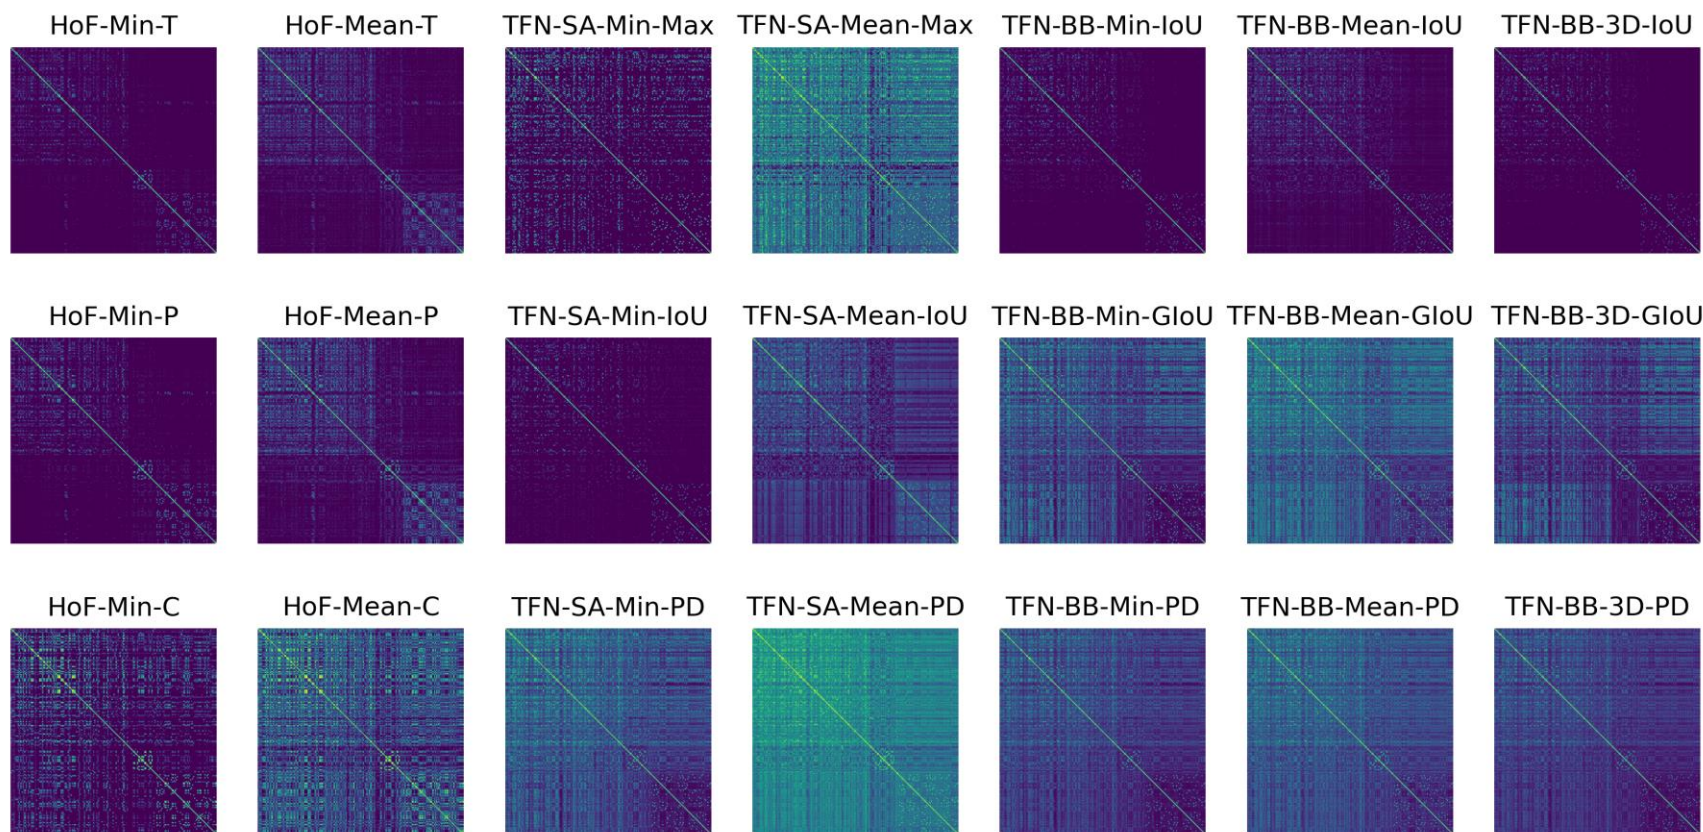 HoF-Min-T HoF-Mean-T TFN-SA-Min-Max TFN-SA-Mean-Max TFN-BB-Min-IoU TFN-BB-Mean-IoU TFN-BB-3D-IoU
HoF-Min-P HoF-Mean-P TFN-SA-Min-IoU TFN-SA-Mean-IoU TFN-BB-Min-GIoU TFN-BB-Mean-GIoU TFN-BB-3D-GIoU
HoF-Min-C HoF-Mean-C TFN-SA-Min-PD TFN-SA-Mean-PD TFN-BB-Min-PD TFN-BB-Mean-PD TFN-BB-3D-PD